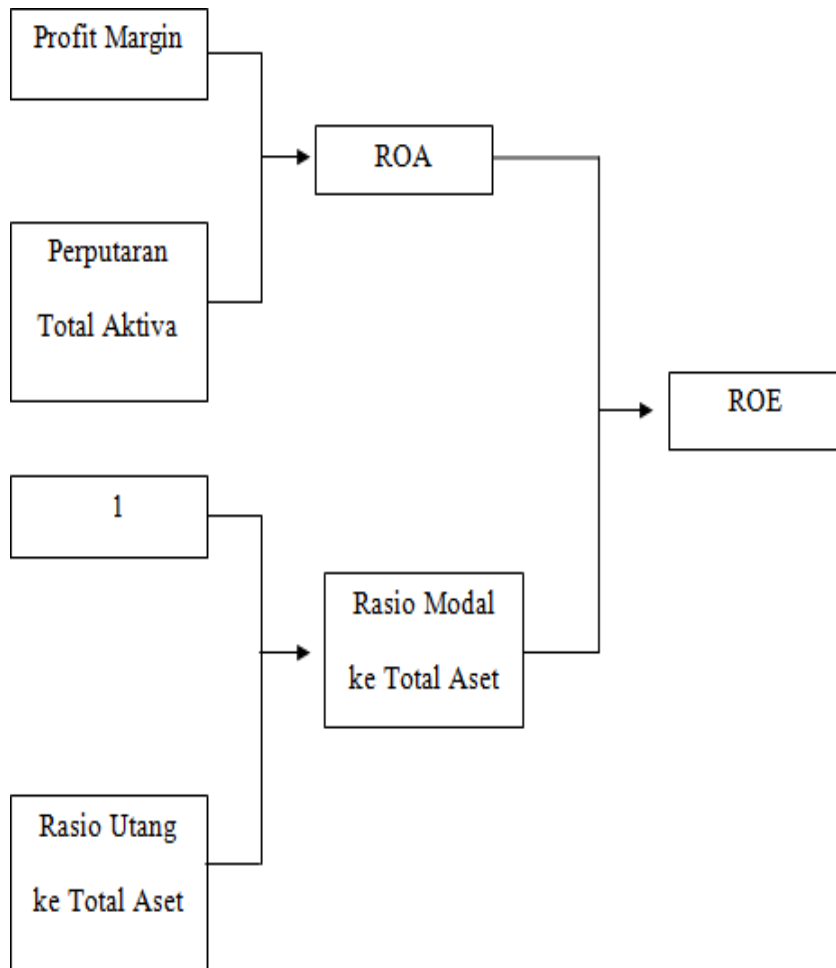 Profit Margin
ROA
Perputaran
Total Aktiva
ROE
1
Rasio Modal
ke Total Aset
Rasio Utang
ke Total Aset